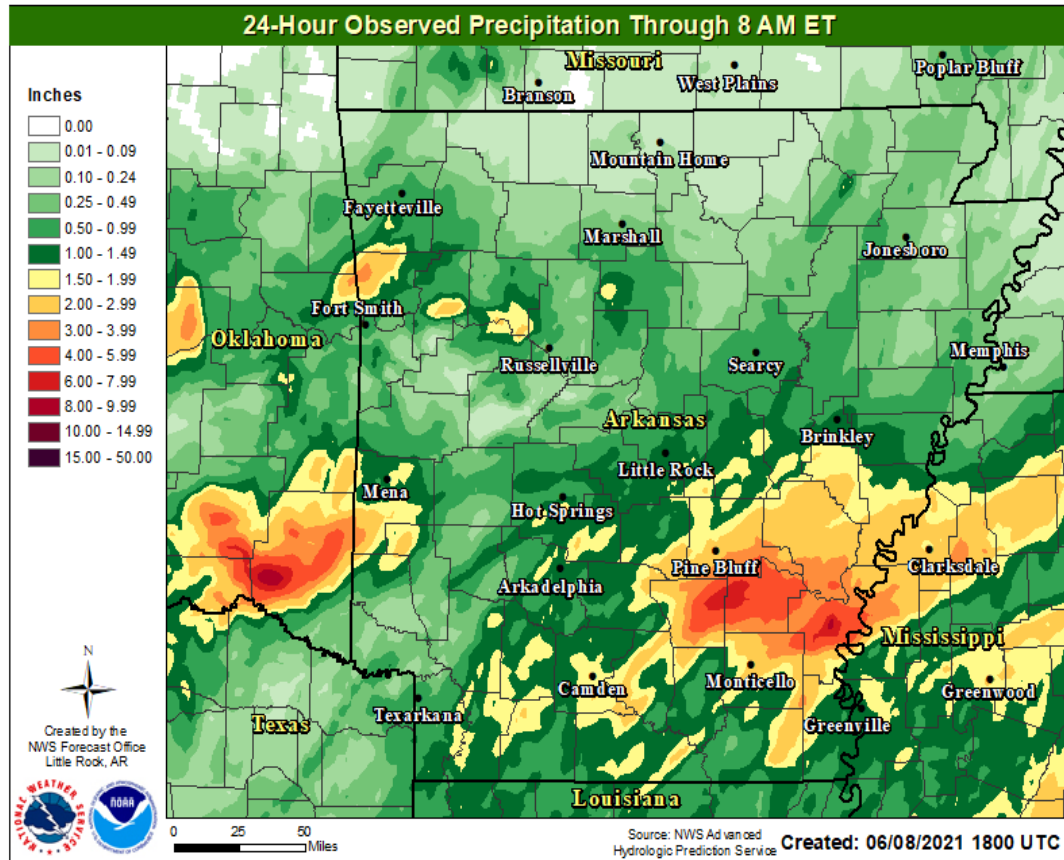 24-Hour Observed Precipitation Through 8 AM ET
Inches
0.00
0.01 - 0.09
0.10 - 0.24
0.25 - 0.49
0.50 - 0.99
1.00 - 1.49
1.50 - 1.99
2.00 - 2.99
3.00 - 3.99
4.00 - 5.99
6.00 - 7.99
8.00 - 9.99
10.00 - 14.99
15.00 - 50.00
Missouri
Branson
West Plains
Poplar Bluff
Mountain Home
Fayetteville
Marshall
Jonesboro
Fort Smith
Oklahoma
Russellville
Searcy
Memphis
Arkansas
Brinkley
Little Rock
Mena
Hot Springs
Pine Bluff
Clarksdale
Arkadelphia
Mississippi
Camden
Monticello
Greenwood
Texarkana
Texas
Greenville
Louisiana
N
Created by the
NWS Forecast Office
Little Rock, AR
NATIONAL WEATHER SERVICE
NOAA
0 25 50
Miles
Source: NWS Advanced
Hydrologic Prediction Service
Created: 06/08/2021 1800 UTC